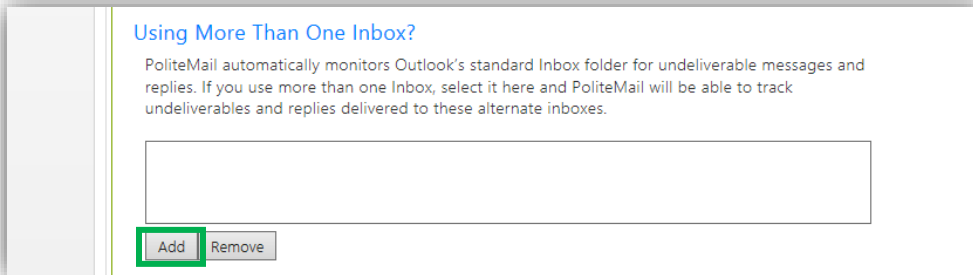 Using More Than One Inbox?
PoliteMail automatically monitors Outlook's standard Inbox folder for undeliverable messages and
replies. If you use more than one Inbox, select it here and PoliteMail will be able to track
undeliverables and replies delivered to these alternate inboxes.
Add Remove